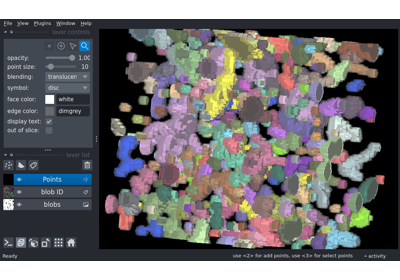 File View Plugins Window Help
layer controls
opacity: 1.00
point size: 10
blending: translucen
symbol: disc
face color: white
edge color: dimgrey
display text:
out of slice:
layer list
Points
blob ID
blobs
Ready
use <2> for add points, use <3> for select points
activity